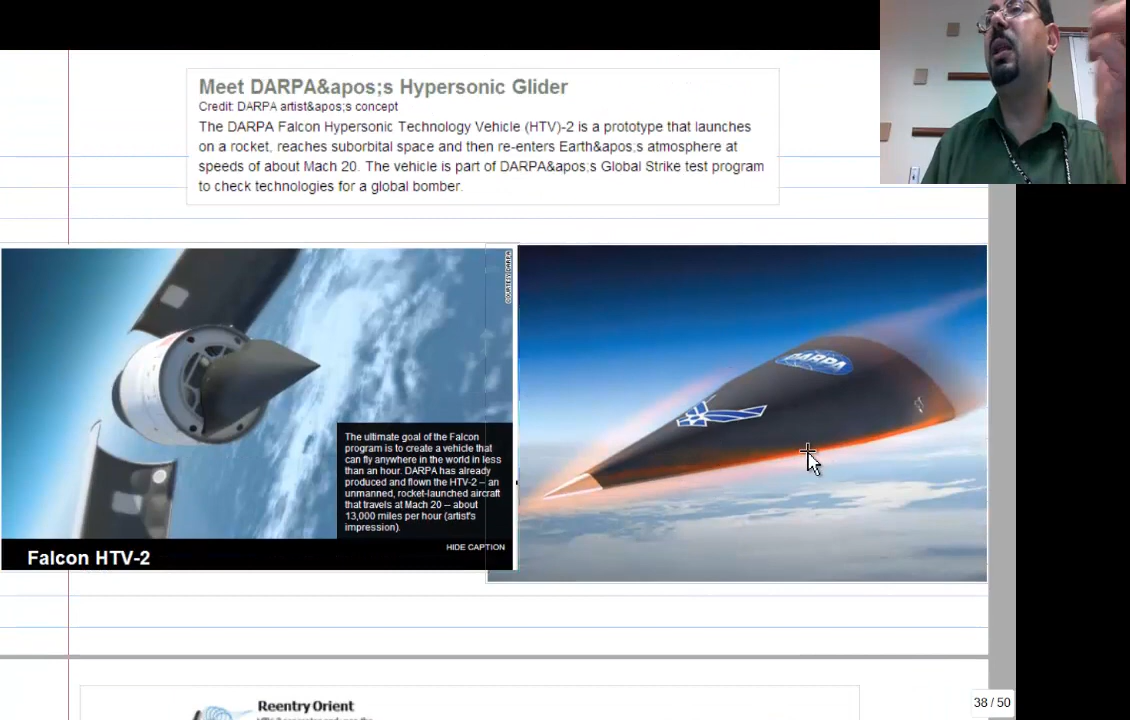 Meet DARPA&apos;s Hypersonic Glider
Credit: DARPA artist&apos;s concept
The DARPA Falcon Hypersonic Technology Vehicle (HTV)-2 is a prototype that launches
on a rocket, reaches suborbital space and then re-enters Earth&apos;s atmosphere at
speeds of about Mach 20. The vehicle is part of DARPA&apos;s Global Strike test program
to check technologies for a global bomber.
COURTESY DARPA
DARPA
The ultimate goal of the Falcon
program is to create a vehicle that
can fly anywhere in the world in less
than an hour. DARPA has already
produced and flown the HTV-2 – an
unmanned, rocket-launched aircraft
that travels at Mach 20 – about
13,000 miles per hour (artist's
impression).
HIDE CAPTION
Falcon HTV-2
38 / 50
Reentry Orient